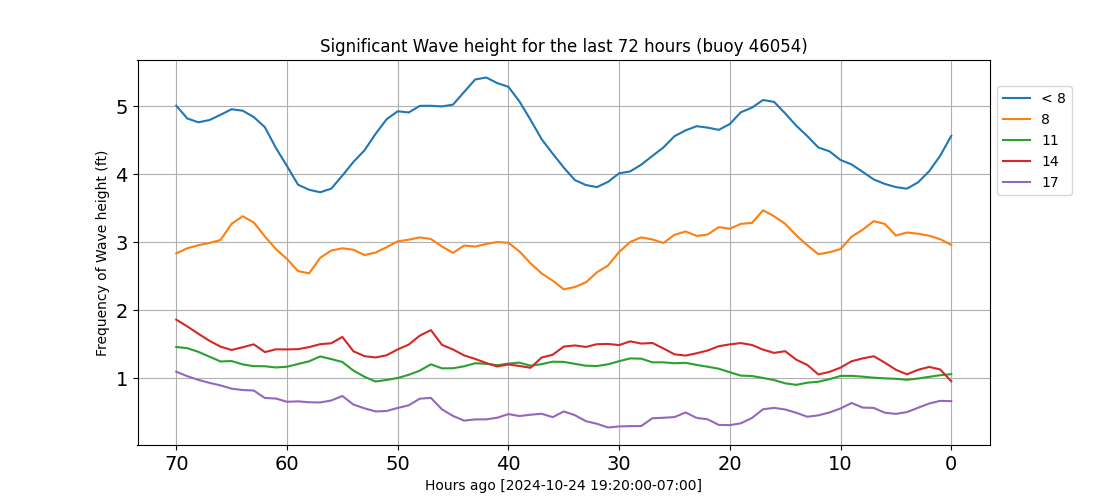 Significant Wave height for the last 72 hours (buoy 46054)
Frequency of Wave height (ft)
5
4
3
2
1
70 60 50 40 30 20 10 0
Hours ago [2024-10-24 19:20:00-07:00]
< 8
8
11
14
17